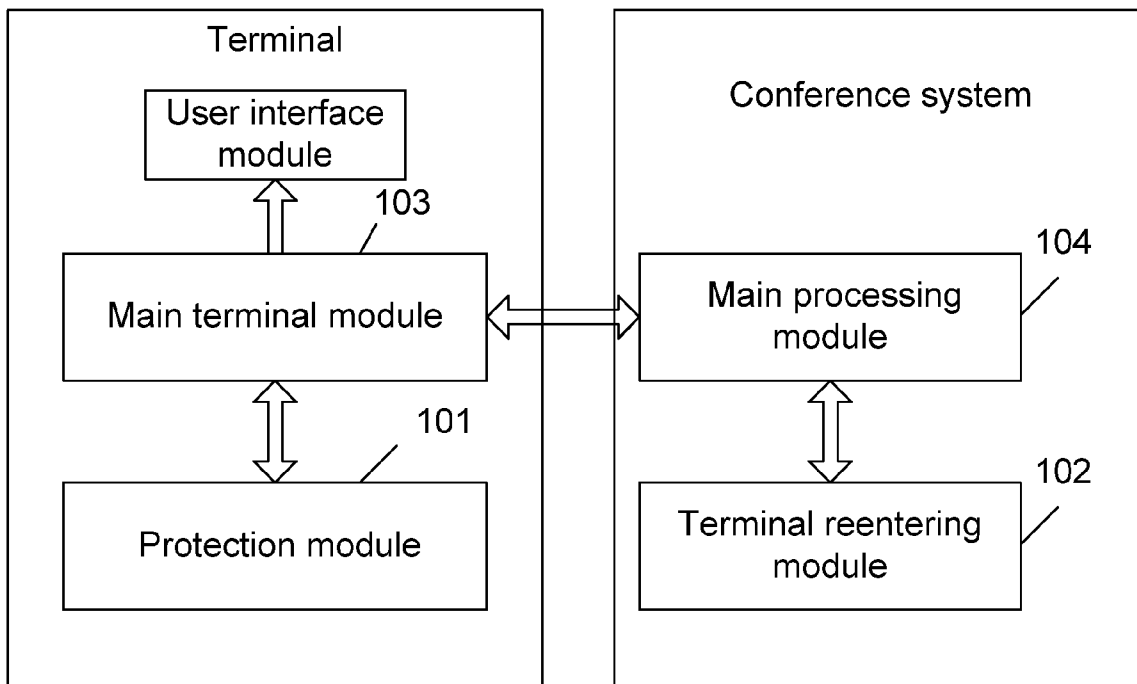 Terminal
User interface
module
103
Main terminal module
101
Protection module
Conference system
104
Main processing
module
102
Terminal reentering
module